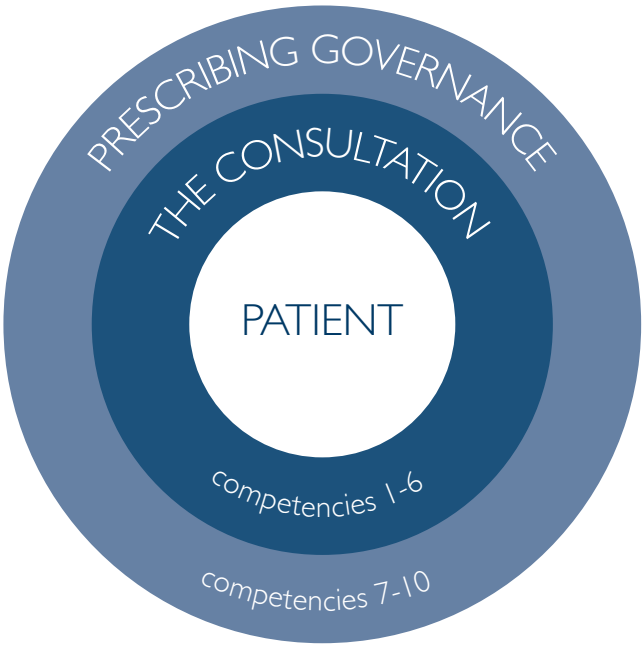 PRESCRIBING GOVERNANCE
THE CONSULTATION
PATIENT
competencies 1-6
competencies 7-10